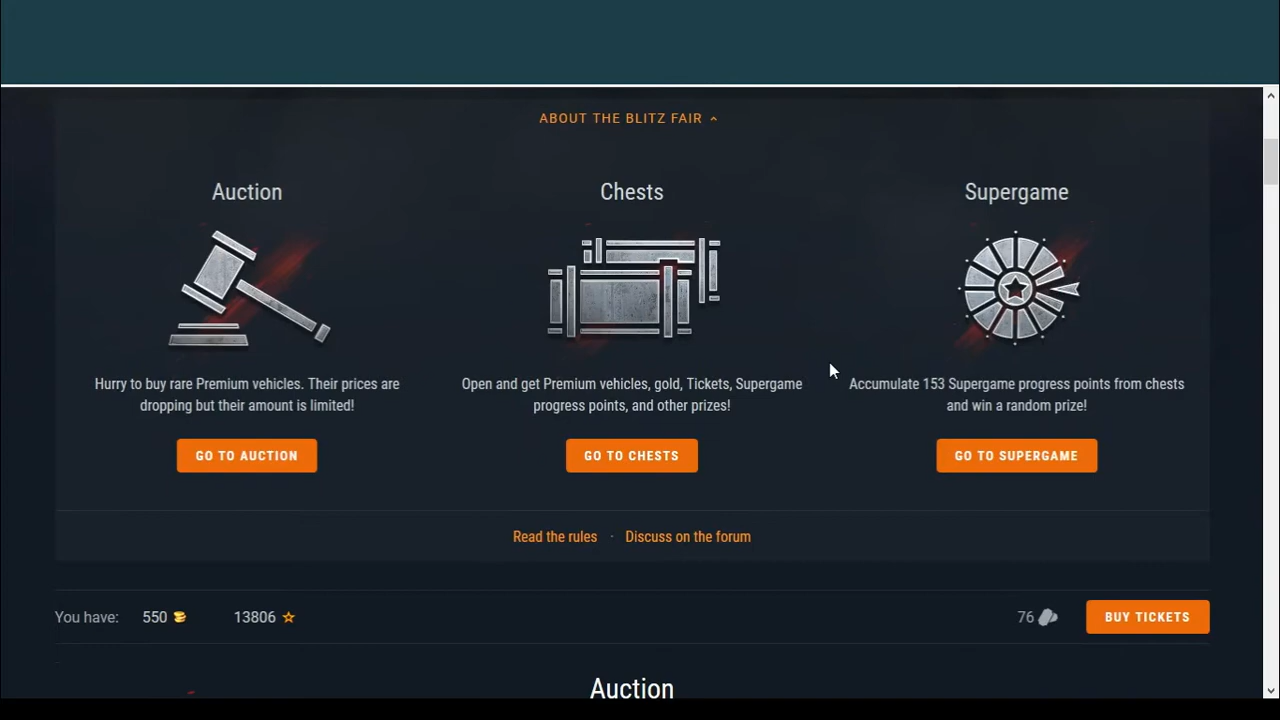 ABOUT THE BLITZ FAIR
Auction
Chests
Supergame
Hurry to buy rare Premium vehicles. Their prices are
dropping but their amount is limited!
Open and get Premium vehicles, gold, Tickets, Supergame
progress points, and other prizes!
Accumulate 153 Supergame progress points from chests
and win a random prize!
GO TO AUCTION
GO TO CHESTS
GO TO SUPERGAME
Read the rules · Discuss on the forum
You have: 550 13806 76 BUY TICKETS
Auction